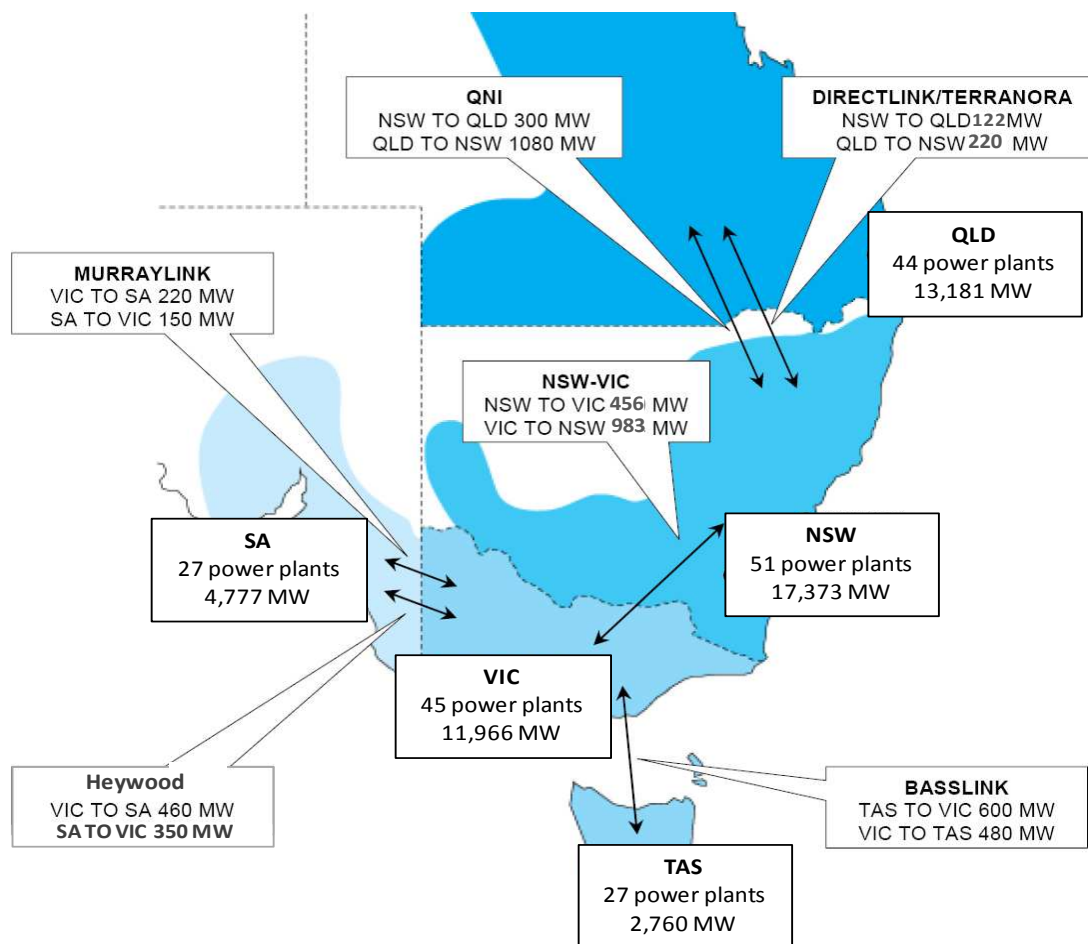 QNI
NSW TO QLD 300 MW
QLD TO NSW 1080 MW
DIRECTLINK/TERRANORA
NSW TO QLD 122 MW
QLD TO NSW 220 MW
QLD
44 power plants
13,181 MW
MURRAYLINK
VIC TO SA 220 MW
SA TO VIC 150 MW
NSW-VIC
NSW TO VIC 456 MW
VIC TO NSW 983 MW
SA
27 power plants
4,777 MW
NSW
51 power plants
17,373 MW
VIC
45 power plants
11,966 MW
Heywood
VIC TO SA 460 MW
SA TO VIC 350 MW
BASSLINK
TAS TO VIC 600 MW
VIC TO TAS 480 MW
TAS
27 power plants
2,760 MW